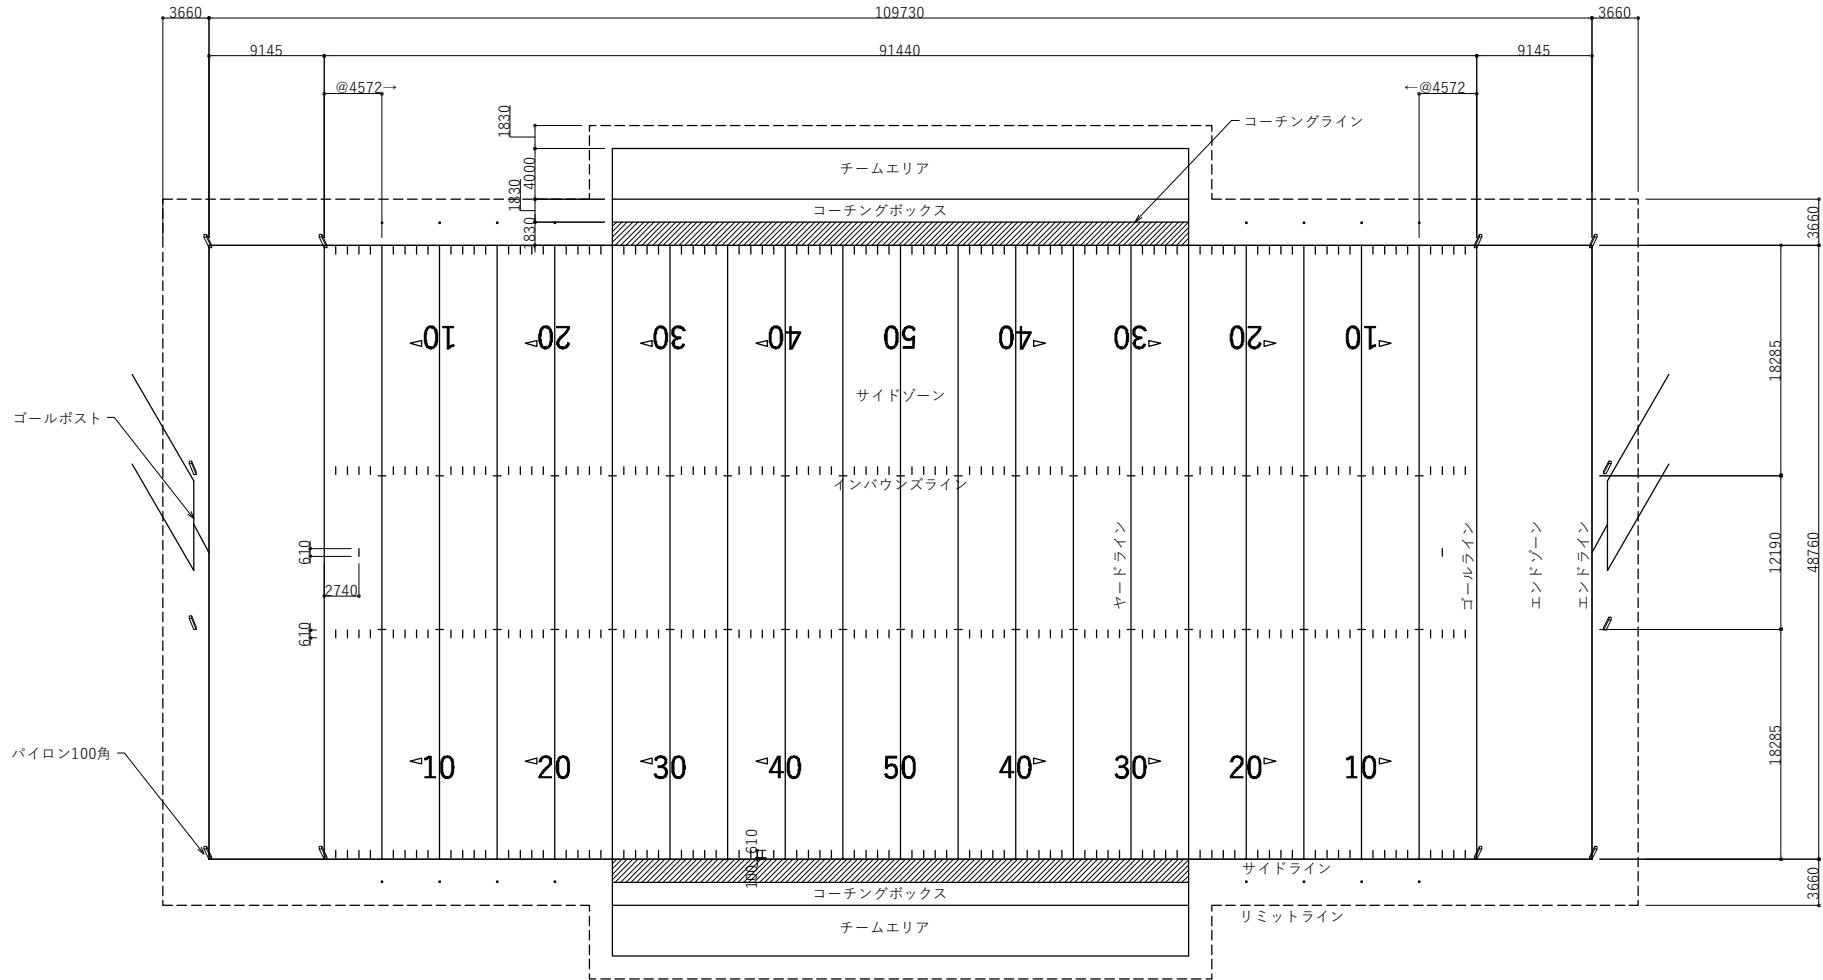 3660
109730
3660
9145
91440
9145
@4572→
←@4572
1830
4000
1830
1830
コーチングライン
チームエリア
コーチングボックス
3660
10
20
30
40
50
40
30
20
10
18285
サイドゾーン
ゴールポスト
インバウンズライン
ヤードライン
ゴールライン
エンドゾーン
エンドライン
610
2740
12190
48760
610
パイロン100角
10
20
30
40
50
40
30
20
10
18285
610
100
サイドライン
コーチングボックス
3660
リミットライン
チームエリア